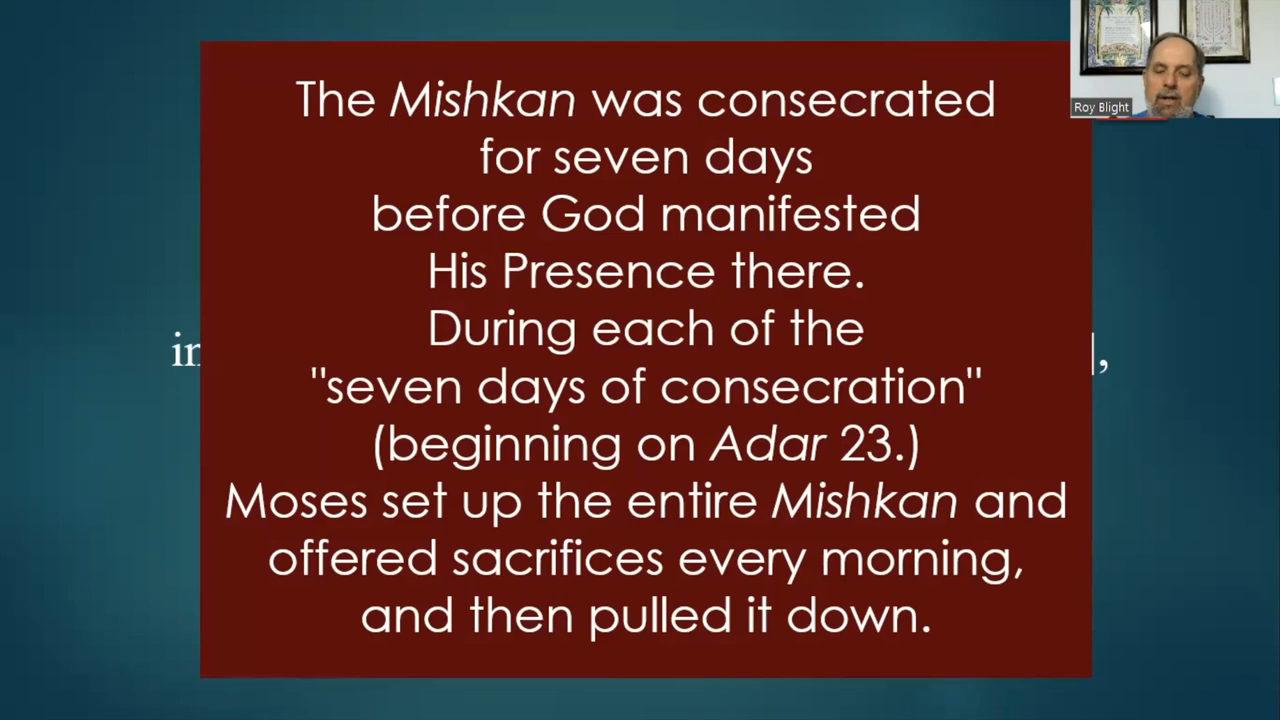 The Mishkan was consecrated
for seven days
before God manifested
His Presence there.
During each of the
"seven days of consecration"
(beginning on Adar 23.)
Moses set up the entire Mishkan and
offered sacrifices every morning,
and then pulled it down.
Roy Blight